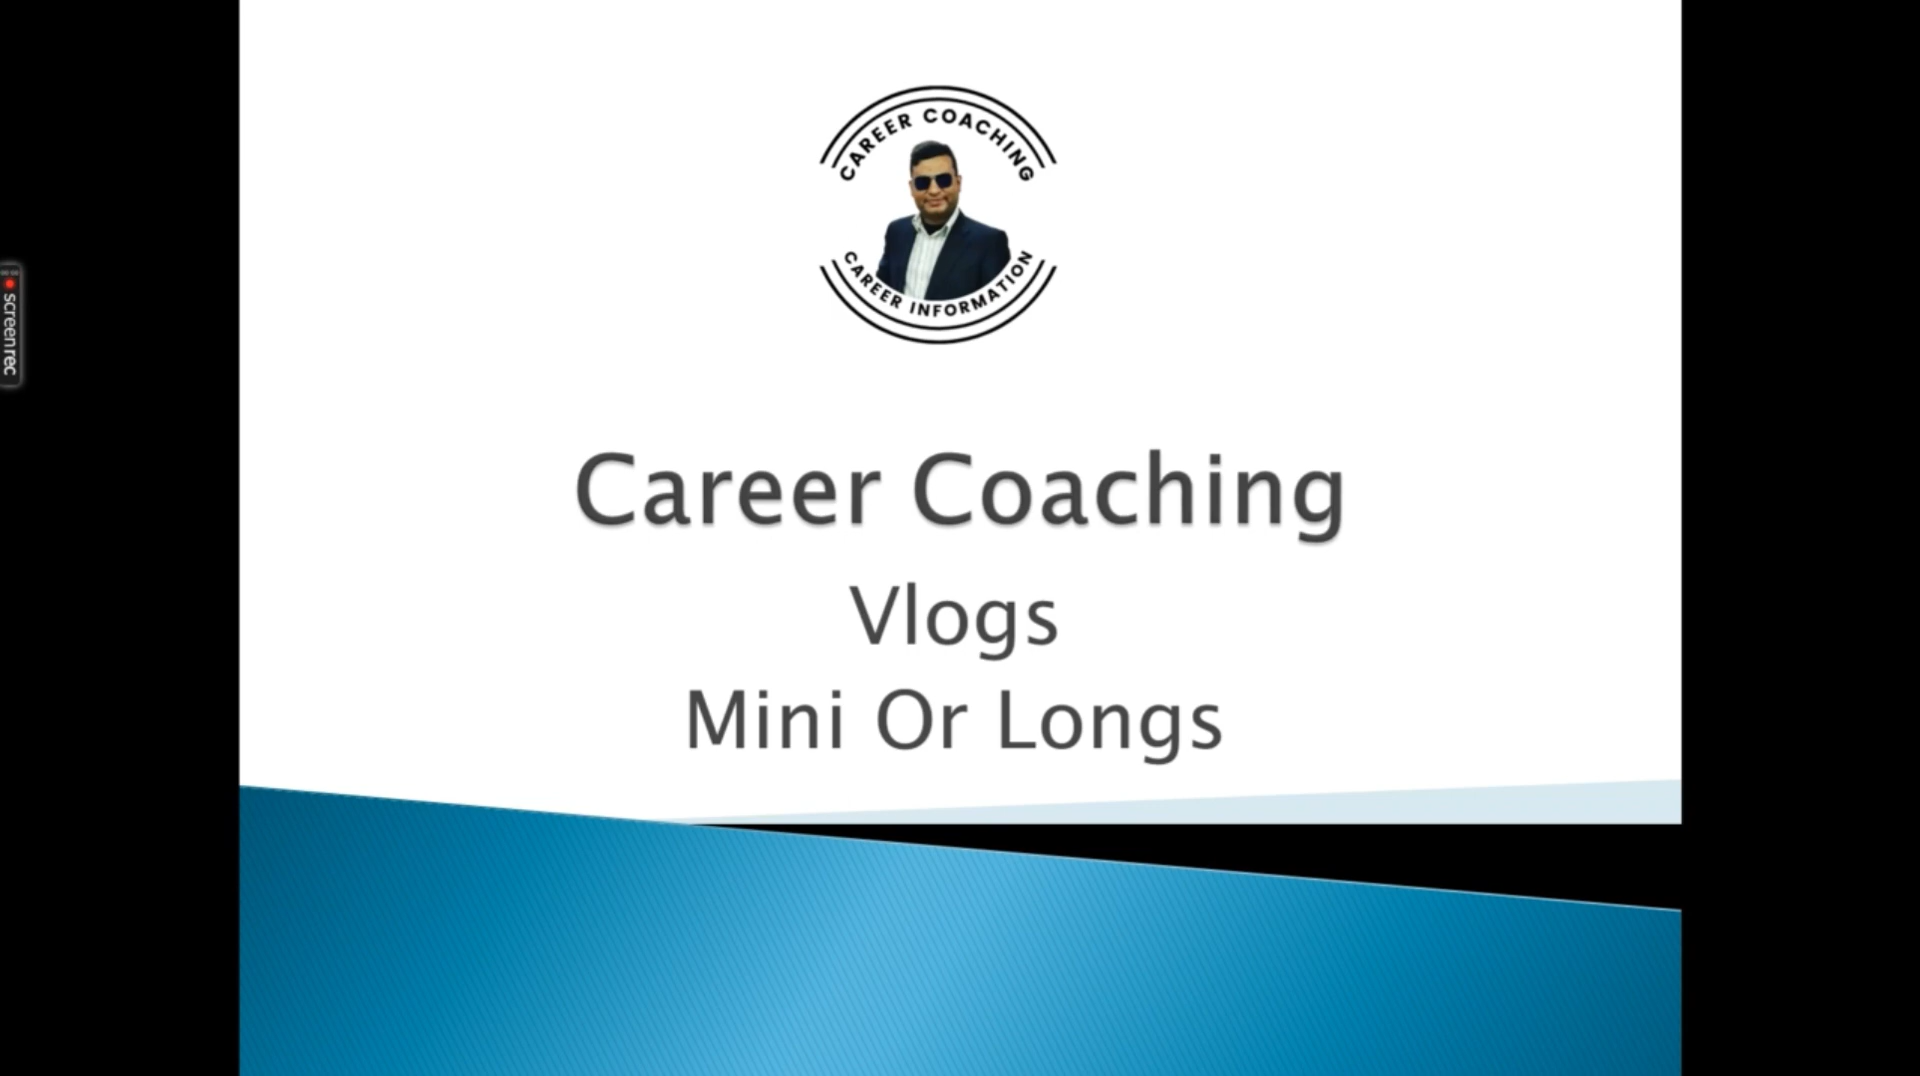 CAREER COACHING
CAREER INFORMATION
Career Coaching
Vlogs
Mini Or Longs
screenrec